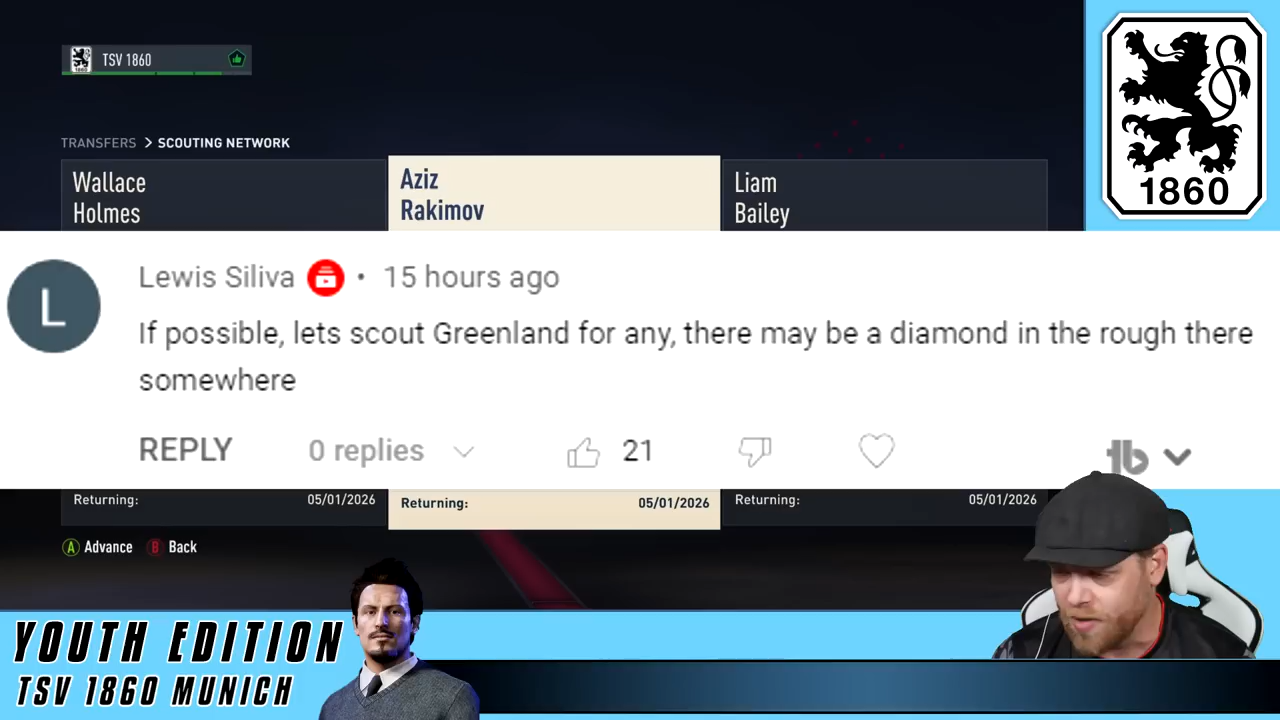 TSV 1860
1860
TRANSFERS > SCOUTING NETWORK
Wallace
Holmes
Aziz
Rakimov
Liam
Bailey
1860
Lewis Siliva • 15 hours ago
L
If possible, lets scout Greenland for any, there may be a diamond in the rough there
somewhere
REPLY 0 replies 21
tb
Returning: 05/01/2026
Returning: 05/01/2026
Returning: 05/01/2026
A Advance B Back
YOUTH EDITION
TSV 1860 MUNICH